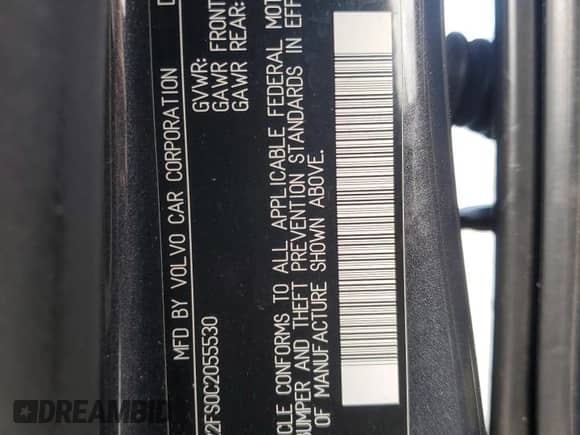 MFD BY VOLVO CAR CORPORATION
GVWR:
GAWR FRONT
GAWR REAR:
2FS0C2055530
CLE CONFORMS TO ALL APPLICABLE FEDERAL MOT
BUMPER AND THEFT PREVENTION STANDARDS IN EFF
OF MANUFACTURE SHOWN ABOVE.
DREAMBID